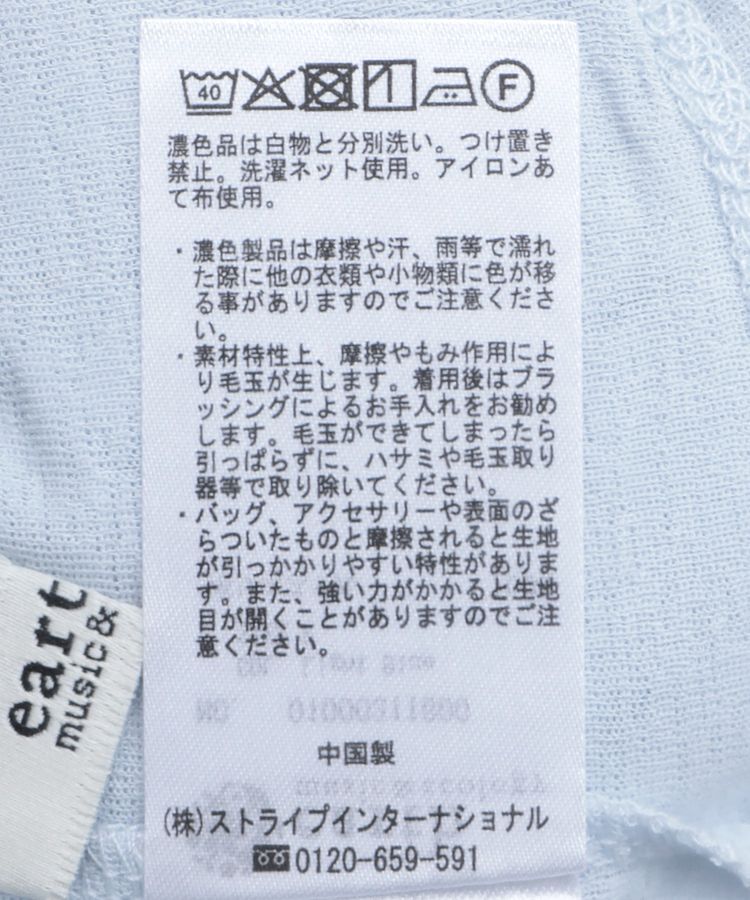 40 F
濃色品は白物と分別洗い。つけ置き
禁止。洗濯ネット使用。アイロンあ
て布使用。
・濃色製品は摩擦や汗、雨等で濡れ
た際に他の衣類や小物類に色が移
る事がありますのでご注意くださ
い。
・素材特性上、摩擦やもみ作用によ
り毛玉が生じます。着用後はブラ
ッシングによるお手入れをお勧め
します。毛玉ができてしまったら
引っぱらずに、ハサミや毛玉取り
器等で取り除いてください。
・バッグ、アクセサリーや表面のざ
らついたものと摩擦されると生地
が引っかかりやすい特性がありま
す。また、強い力がかかると生地
目が開くことがありますのでご注
意ください。
中国製
(株)ストライプインターナショナル
0120-659-591
eart
music&